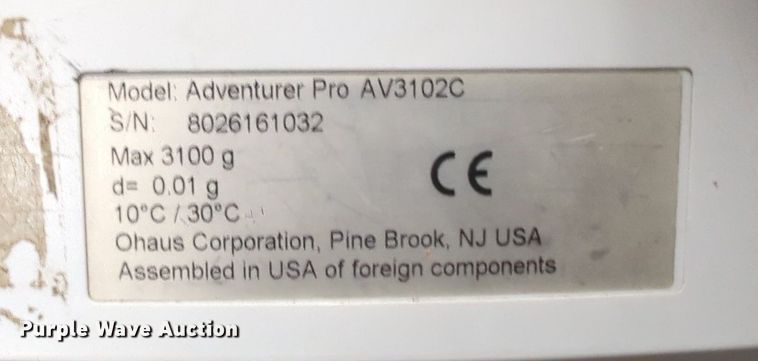 Model: Adventurer Pro AV3102C
S/N: 8026161032
Max 3100 g
d= 0.01 g
10°C / 30°C
CE
Ohaus Corporation, Pine Brook, NJ USA
Assembled in USA of foreign components
Purple Wave Auction